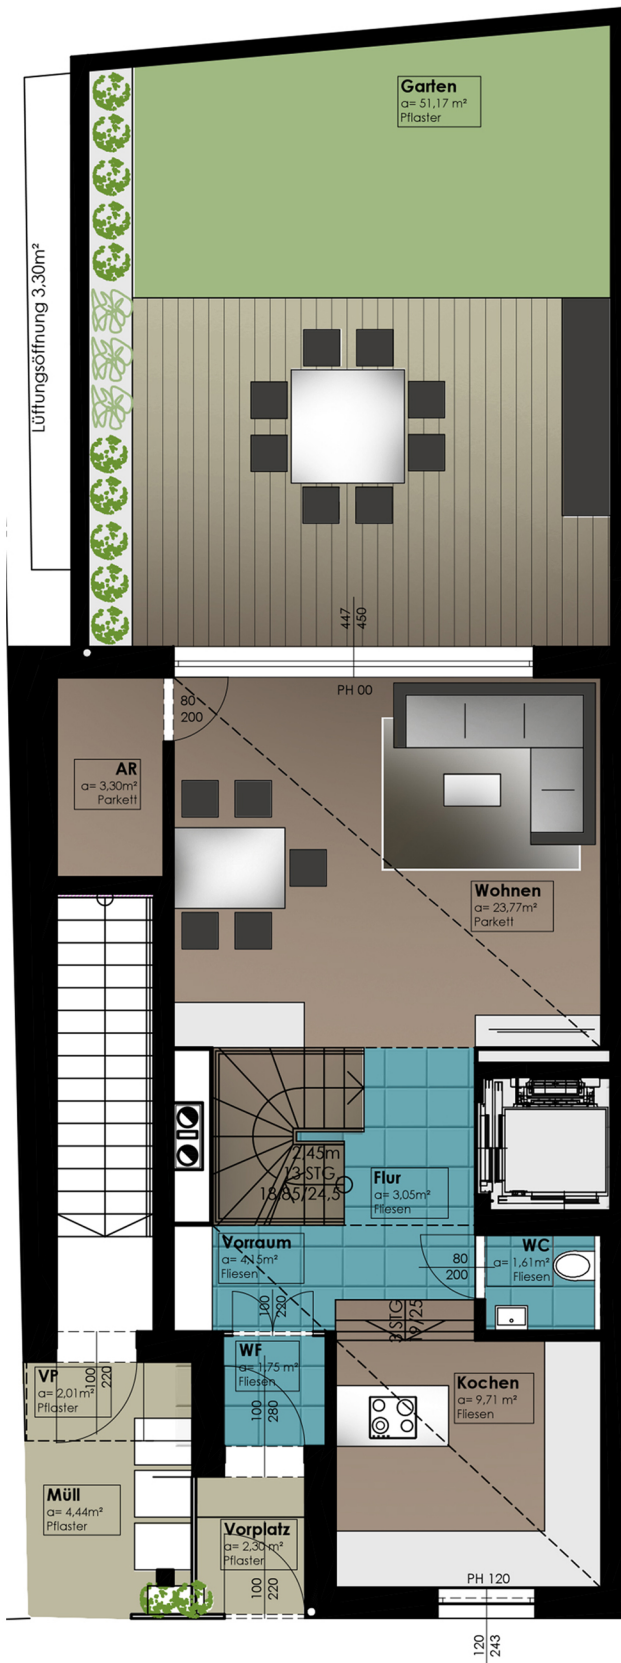 Garten
a= 51,17 m²
Pflaster
Lüftungsöffnung 3,30m²
447
450
PH 00
80
200
AR
a= 3,30m²
Parkett
Wohnen
a= 23,77m²
Parkett
2,45m
13 STG
18,85/24,5
Flur
a= 3,05m²
Fliesen
Vorraum
a= 4,15m²
Fliesen
80
200
WC
a= 1,61m²
Fliesen
100
220
3 STG
19/25
WF
a= 1,75 m²
Fliesen
VP
a= 2,01m²
Pflaster
100
220
100
280
Kochen
a= 9,71 m²
Fliesen
Müll
a= 4,44m²
Pflaster
Vorplatz
a= 2,30 m²
Pflaster
100
220
PH 120
120
243